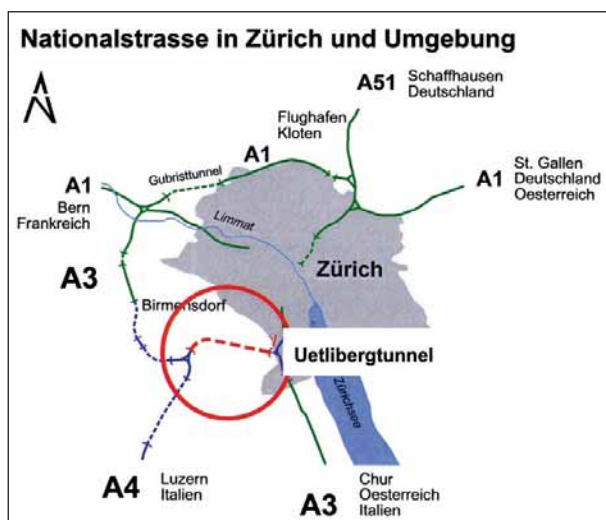 Nationalstrasse in Zürich und Umgebung
A51
Schaffhausen
Deutschland
Flughafen
Kloten
A1
Gubristtunnel
A1
Bern
Frankreich
A1
St. Gallen
Deutschland
Oesterreich
Limmat
Zürich
A3
Birmensdorf
Uetlibergtunnel
Zürichsee
A4
Luzern
Italien
A3
Chur
Oesterreich
Italien